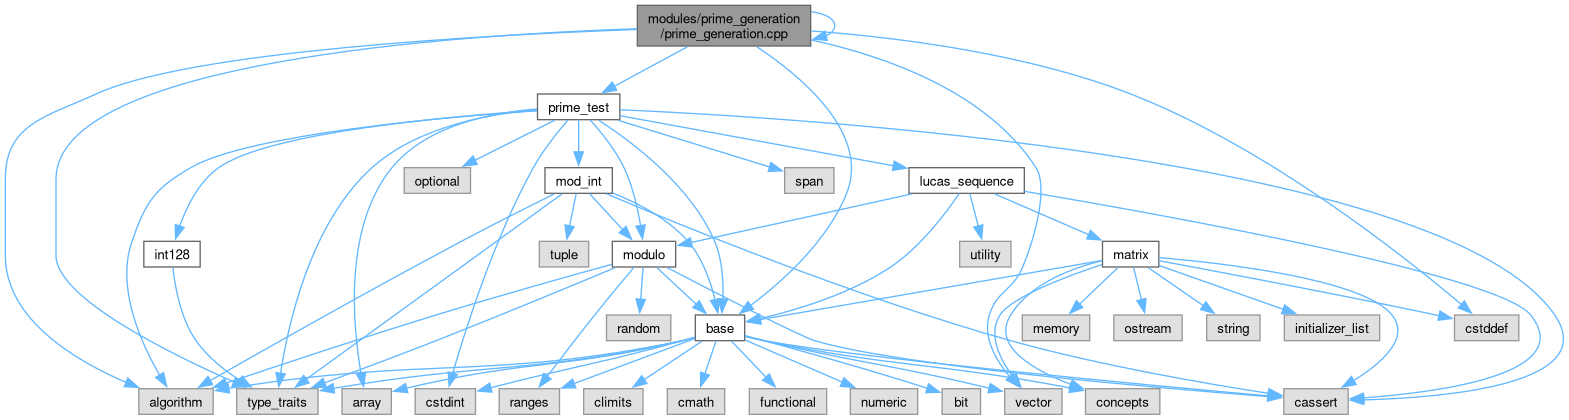 modules/prime_generation
/prime_generation.cpp
prime_test
optional
mod_int
span
lucas_sequence
int128
tuple
modulo
utility
matrix
random
base
memory
ostream
string
initializer_list
cstddef
algorithm
type_traits
array
cstdint
ranges
climits
cmath
functional
numeric
bit
vector
concepts
cassert